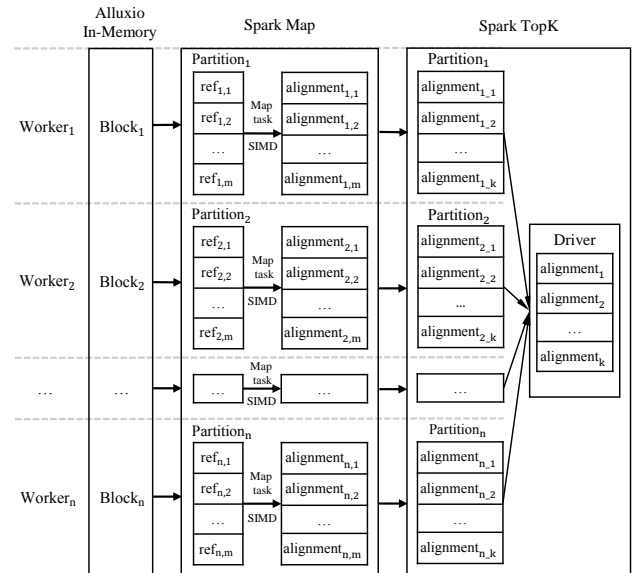 Alluxio
In-Memory
Spark Map
Spark TopK
Worker₁
Block₁
Partition₁
ref₁,₁
ref₁,₂
…
ref₁,m
Map
task
SIMD
alignment₁,₁
alignment₁,₂
…
alignment₁,m
Partition₁
alignment₁_₁
alignment₁_₂
…
alignment₁_k
Worker₂
Block₂
Partition₂
ref₂,₁
ref₂,₂
…
ref₂,m
Map
task
SIMD
alignment₂,₁
alignment₂,₂
…
alignment₂,m
Partition₂
alignment₂_₁
alignment₂_₂
...
alignment₂_k
Driver
alignment₁
alignment₂
…
alignmentk
…
…
…
Map
task
SIMD
…
…
Workern
Blockn
Partitionn
refn,₁
refn,₂
…
refn,m
Map
task
SIMD
alignmentn,₁
alignmentn,₂
…
alignmentn,m
Partitionn
alignmentn_₁
alignmentn_₂
…
alignmentn_k